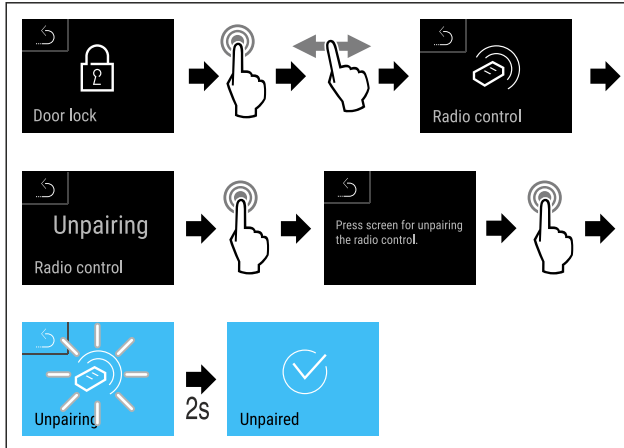 Door lock
Radio control
Unpairing
Radio control
Press screen for unpairing
the radio control.
Unpairing
2s
Unpaired